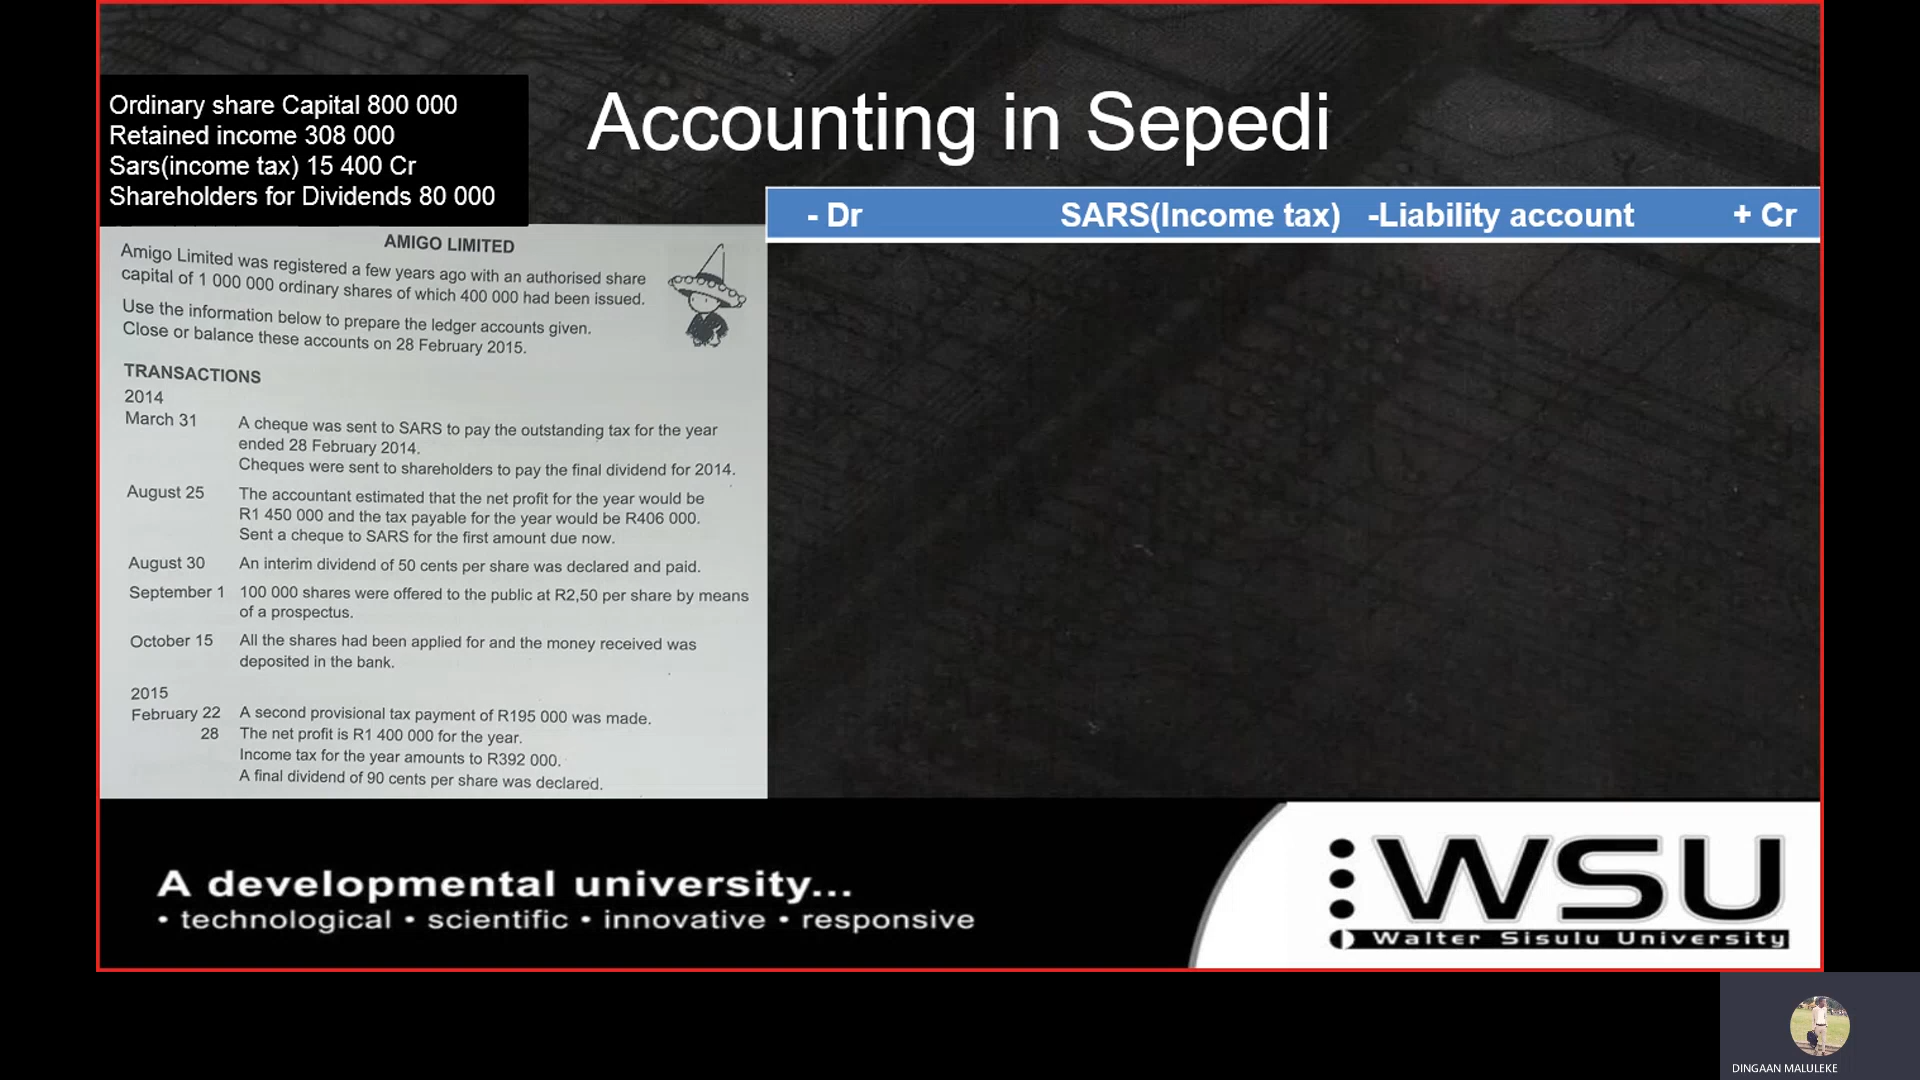 Ordinary share Capital 800 000
Retained income 308 000
Sars(income tax) 15 400 Cr
Shareholders for Dividends 80 000
Accounting in Sepedi
- Dr SARS(Income tax) -Liability account + Cr
AMIGO LIMITED
Amigo Limited was registered a few years ago with an authorised share
capital of 1 000 000 ordinary shares of which 400 000 had been issued.
Use the information below to prepare the ledger accounts given.
Close or balance these accounts on 28 February 2015.
TRANSACTIONS
2014
March 31 A cheque was sent to SARS to pay the outstanding tax for the year
ended 28 February 2014.
Cheques were sent to shareholders to pay the final dividend for 2014.
August 25 The accountant estimated that the net profit for the year would be
R1 450 000 and the tax payable for the year would be R406 000.
Sent a cheque to SARS for the first amount due now.
August 30 An interim dividend of 50 cents per share was declared and paid.
September 1 100 000 shares were offered to the public at R2,50 per share by means
of a prospectus.
October 15 All the shares had been applied for and the money received was
deposited in the bank.
2015
February 22 A second provisional tax payment of R195 000 was made.
28 The net profit is R1 400 000 for the year.
Income tax for the year amounts to R392 000.
A final dividend of 90 cents per share was declared.
A developmental university...
• technological • scientific • innovative • responsive
WSU
Walter Sisulu University
DINGAAN MALULEKE